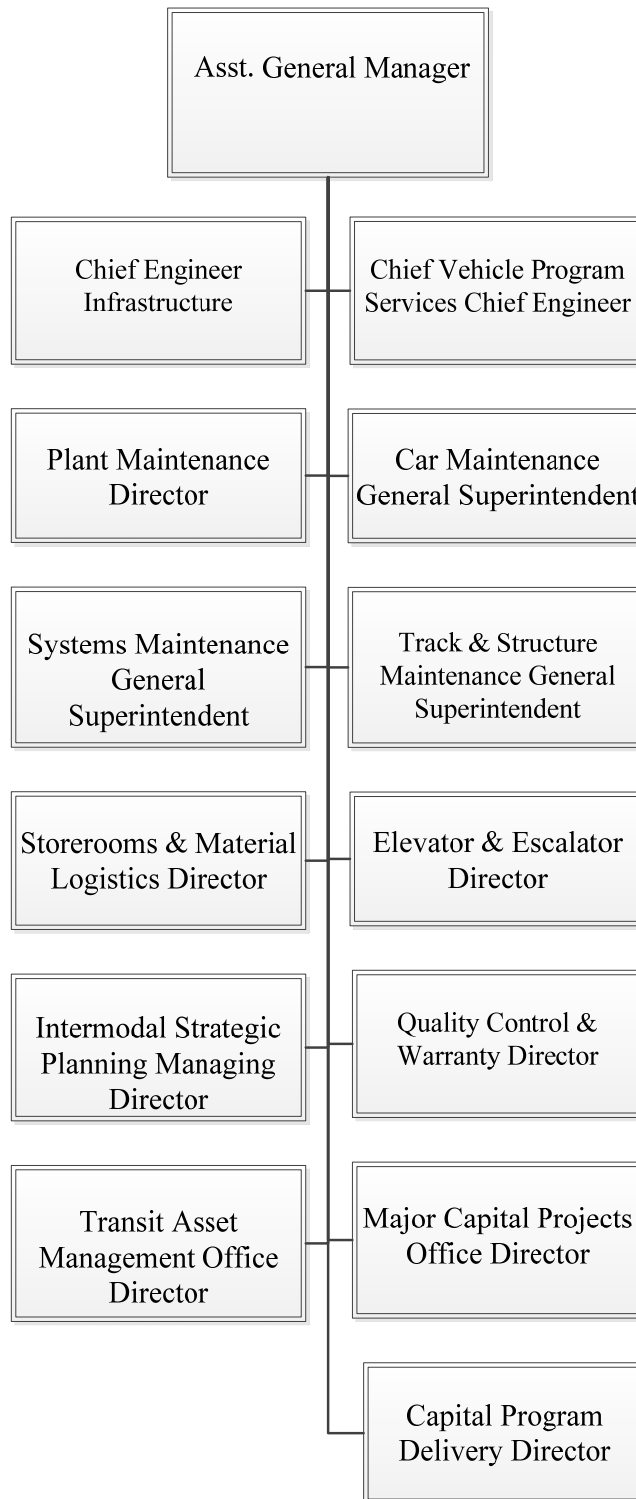 Asst. General Manager
Chief Engineer
Infrastructure
Chief Vehicle Program
Services Chief Engineer
Plant Maintenance
Director
Car Maintenance
General Superintendent
Systems Maintenance
General
Superintendent
Track & Structure
Maintenance General
Superintendent
Storerooms & Material
Logistics Director
Elevator & Escalator
Director
Intermodal Strategic
Planning Managing
Director
Quality Control &
Warranty Director
Transit Asset
Management Office
Director
Major Capital Projects
Office Director
Capital Program
Delivery Director